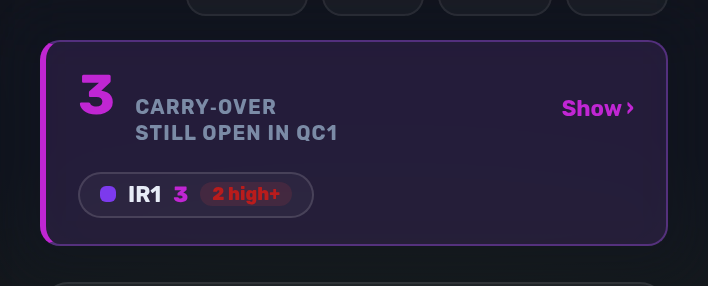 3
CARRY-OVER
STILL OPEN IN QC1
Show ›
IR1 3 2 high+